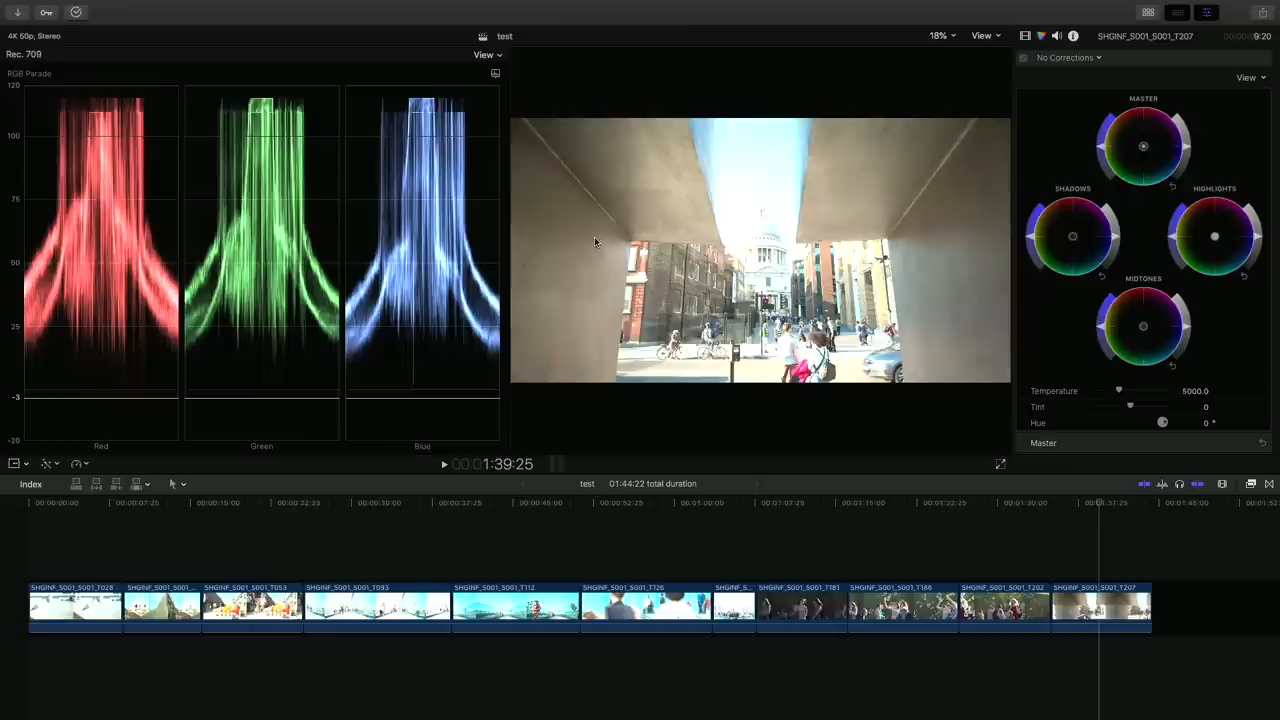 4K 50p, Stereo
test
18%
View
SHGINF_S001_S001_T207
9:20
Rec. 709
View
No Corrections
RGB Parade
View
120
100
75
50
25
-3
-20
Red
Green
Blue
MASTER
SHADOWS
HIGHLIGHTS
MIDTONES
Temperature
5000.0
Tint
0
Hue
0 °
Master
1:39:25
Index
test
01:44:22 total duration
00:00:00:00
00:00:07:25
00:00:15:00
00:00:22:25
00:00:30:00
00:00:37:25
00:00:45:00
00:00:52:25
00:01:00:00
00:01:07:25
00:01:15:00
00:01:22:25
00:01:30:00
00:01:37:25
00:01:45:00
00:01:52
SHGINF_S001_S001_T028
SHGINF_S001_S001_...
SHGINF_S001_S001_T053
SHGINF_S001_S001_T093
SHGINF_S001_S001_T112
SHGINF_S001_S001_T126
SHGINF_S...
SHGINF_S001_S001_T181
SHGINF_S001_S001_T186
SHGINF_S001_S001_T202
SHGINF_S001_S001_T207